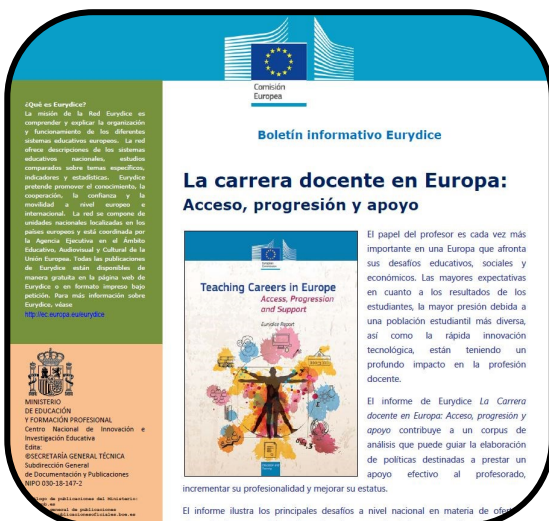 Comisión
Europea
Boletín informativo Eurydice
La carrera docente en Europa:
Acceso, progresión y apoyo
¿Qué es Eurydice?
La misión de la Red Eurydice es
comprender y explicar la organización
y funcionamiento de los diferentes
sistemas educativos europeos. La red
ofrece descripciones de los sistemas
educativos nacionales, estudios
comparados sobre temas específicos,
indicadores y estadísticas. Eurydice
pretende promover el conocimiento, la
cooperación, la confianza y la
movilidad a nivel europeo e
internacional. La red se compone de
unidades nacionales localizadas en los
países europeos y está coordinada por
la Agencia Ejecutiva en el Ámbito
Educativo, Audiovisual y Cultural de la
Unión Europea. Todas las publicaciones
de Eurydice están disponibles de
manera gratuita en la página web de
Eurydice o en formato impreso bajo
petición. Para más información sobre
Eurydice, véase
http://ec.europa.eu/eurydice
MINISTERIO
DE EDUCACIÓN
Y FORMACIÓN PROFESIONAL
Centro Nacional de Innovación e
Investigación Educativa
Edita:
©SECRETARÍA GENERAL TÉCNICA
Subdirección General
de Documentación y Publicaciones
NIPO 030-18-147-2
de publicaciones del Ministerio:
general de publicaciones
Teaching Careers in Europe
Access, Progression
and Support
Eurydice Report
El papel del profesor es cada vez más
importante en una Europa que afronta
sus desafíos educativos, sociales y
económicos. Las mayores expectativas
en cuanto a los resultados de los
estudiantes, la mayor presión debida a
una población estudiantil más diversa,
así como la rápida innovación
tecnológica, están teniendo un
profundo impacto en la profesión
docente.
El informe de Eurydice La Carrera
docente en Europa: Acceso, progresión y
apoyo contribuye a un corpus de
análisis que puede guiar la elaboración
de políticas destinadas a prestar un
apoyo efectivo al profesorado,
incrementar su profesionalidad y mejorar su estatus.
El informe ilustra los principales desafíos a nivel nacional en materia de